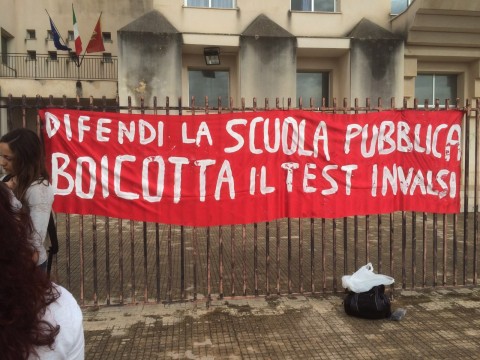 DIFENDI LA SCUOLA PUBBLICA
BOICOTTA IL TEST INVALSI